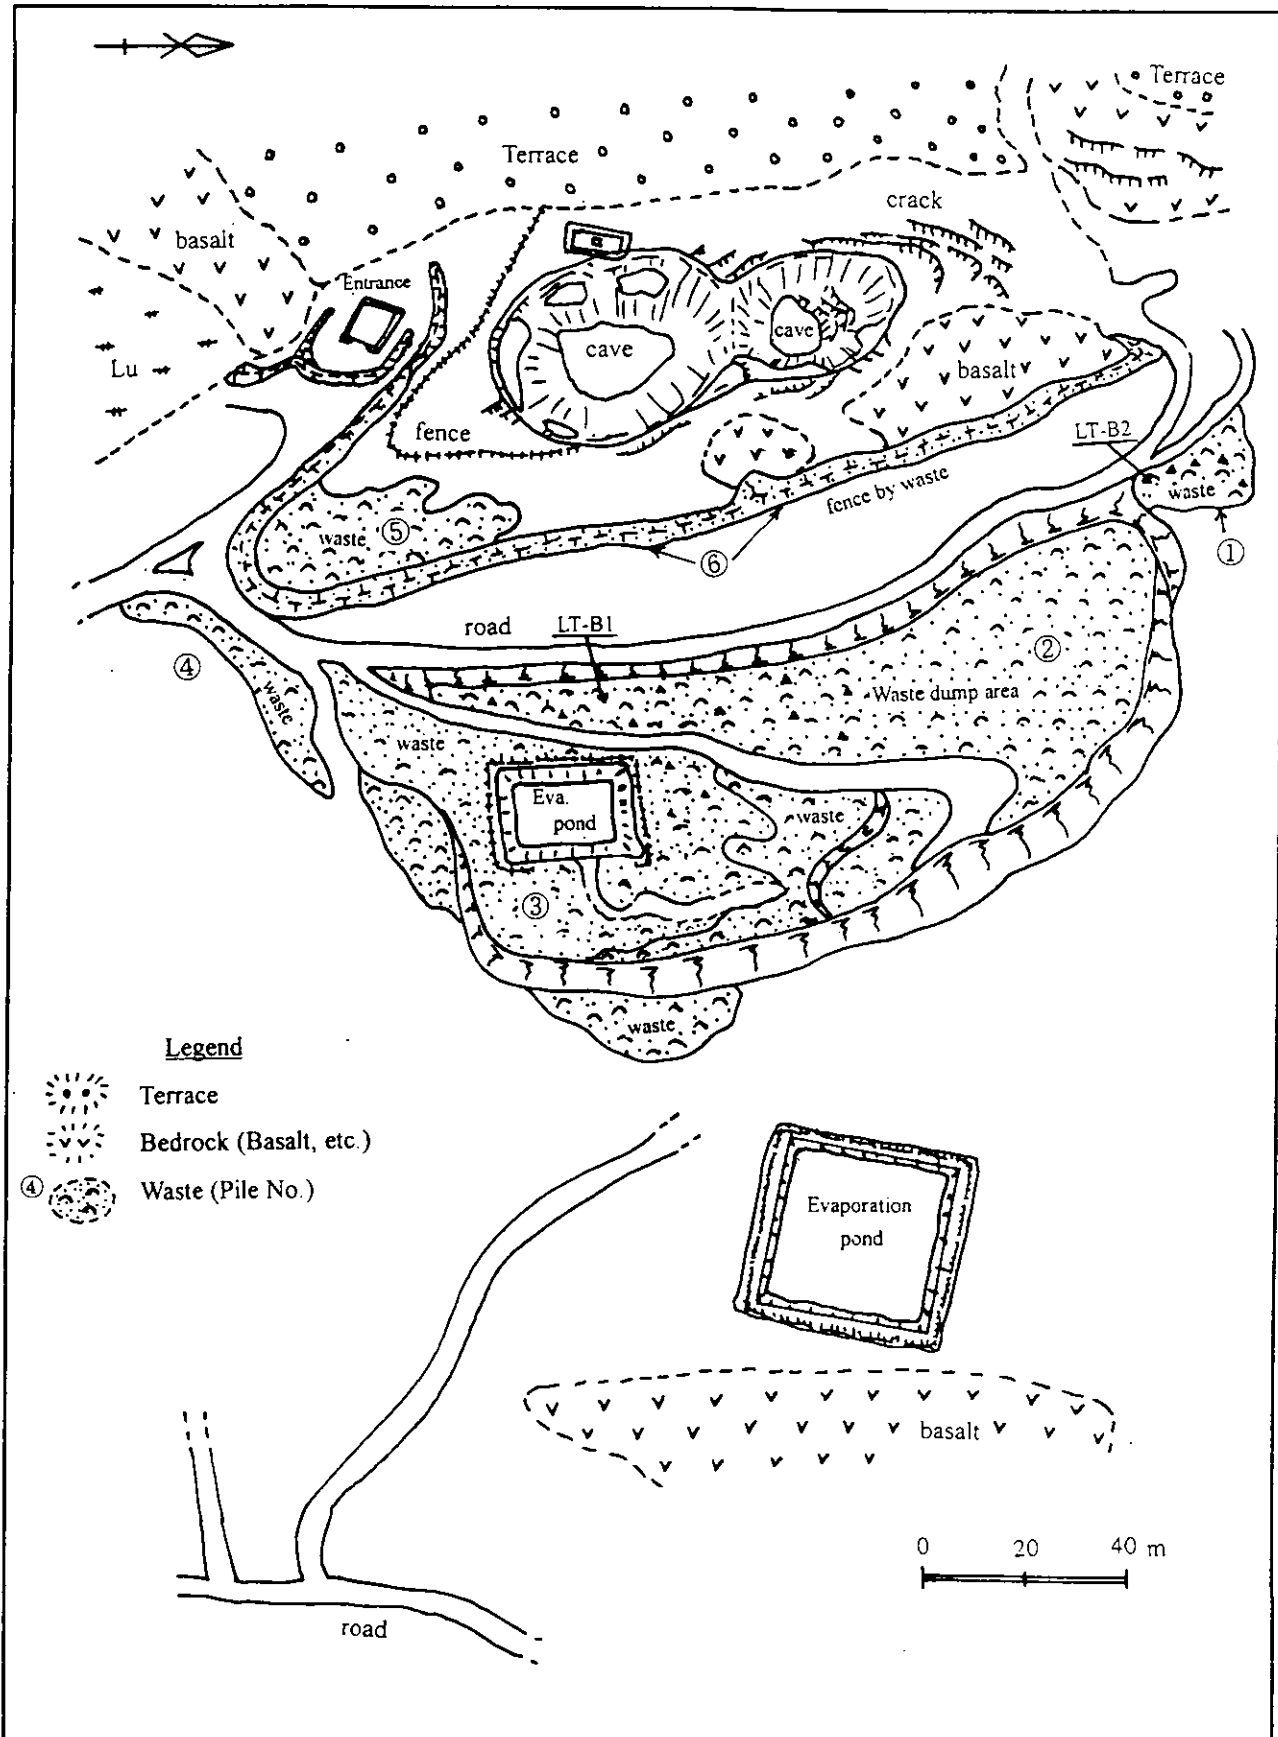 Terrace
Terrace
crack
basalt
Entrance
Lu
cave
cave
basalt
fence
LT-B2
waste
fence by waste
waste ⑤
①
⑥
road
LT-B1
④
②
waste
Waste dump area
waste
Eva.
pond
waste
③
waste
Legend
Terrace
Bedrock (Basalt, etc.)
④ Waste (Pile No.)
Evaporation
pond
basalt
0 20 40 m
road